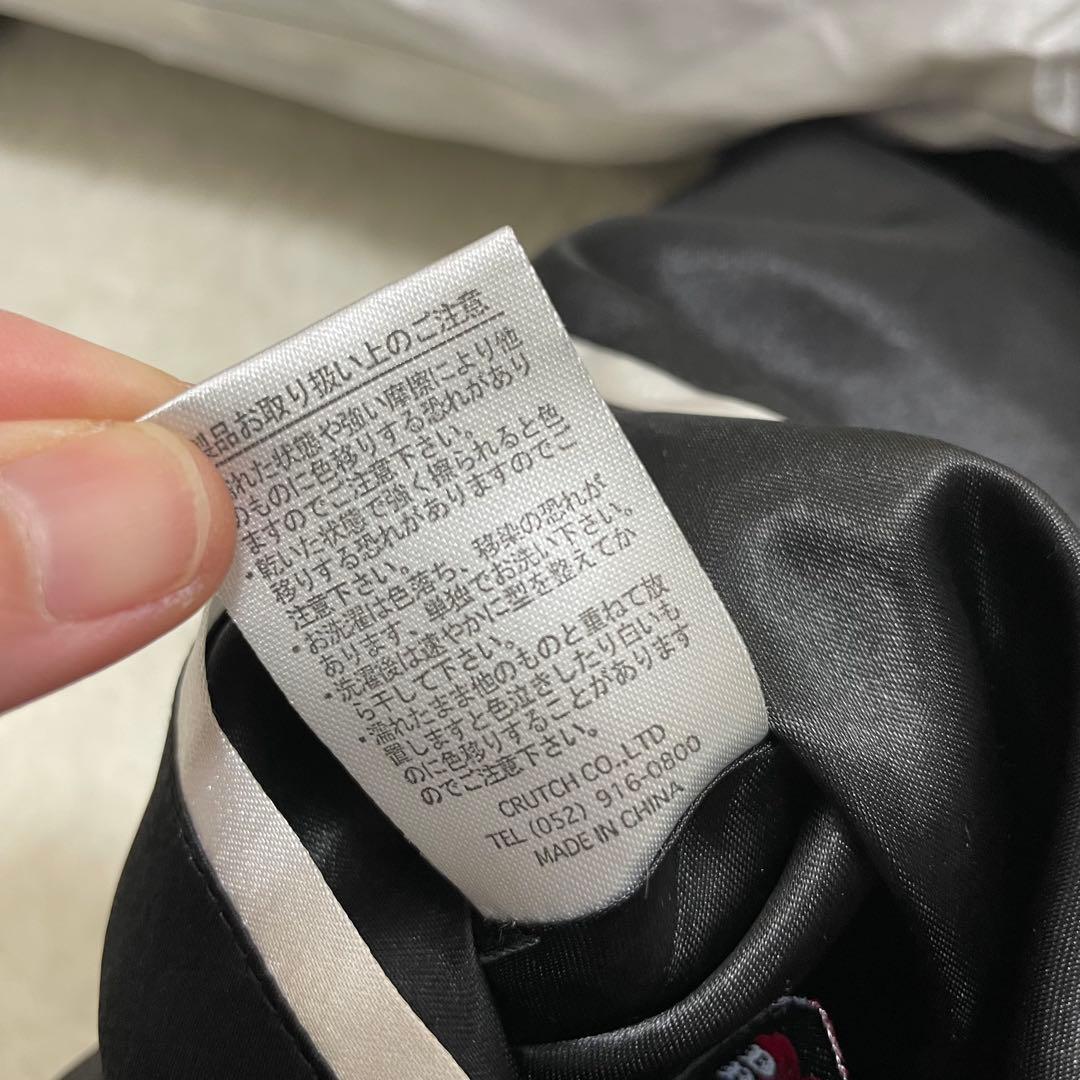 製品お取り扱い上のご注意
れた状態や強い摩擦により他
のものに色移りする恐れがあり
ますのでご注意下さい。
・乾いた状態で強く擦られると色
移りする恐れがありますのでご
注意下さい。
・お洗濯は色落ち、移染の恐れが
あります、単独でお洗い下さい。
・洗濯後は速やかに型を整えてか
ら干して下さい。
・濡れたまま他のものと重ねて放
置しますと色泣きしたり白いも
のに色移りすることがあります
のでご注意下さい。
CRUTCH CO.,LTD
TEL (052) 916-0800
MADE IN CHINA